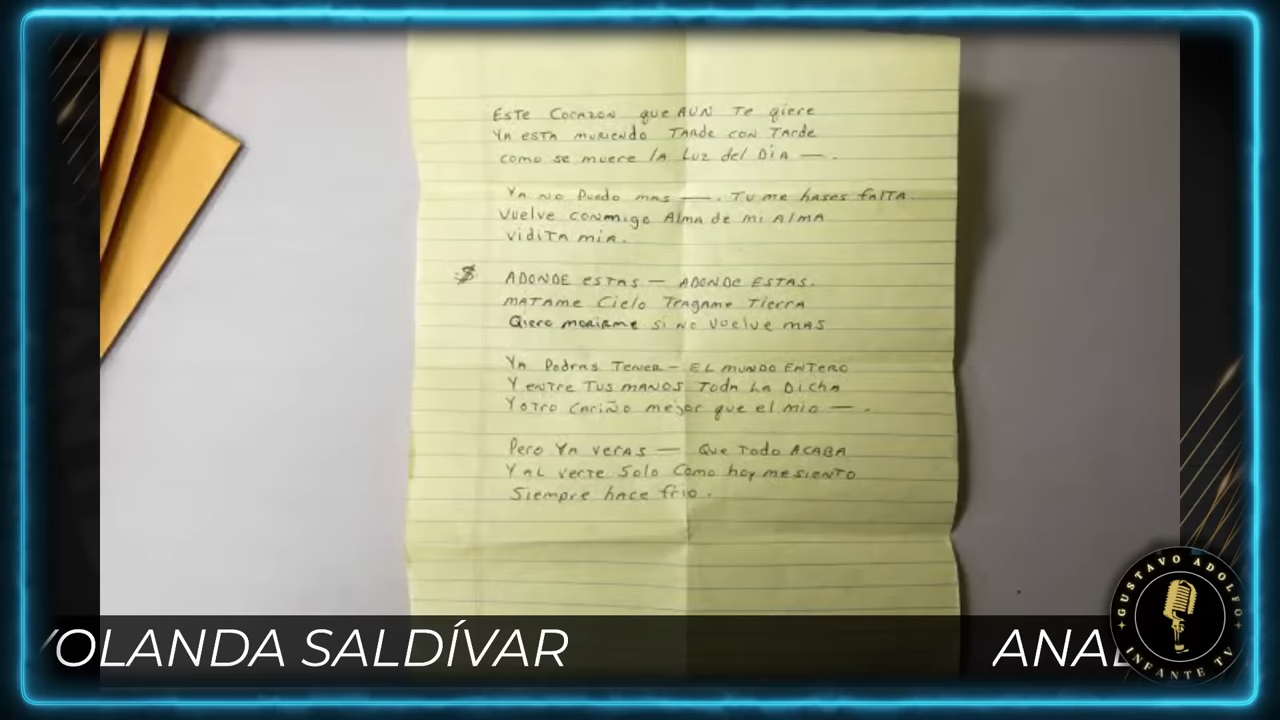 ESTE CORAZON que AUN Te qiere
YA ESTA MURIENDO TARde CON TARde
como se muere lA Luz del DiA —.
YA NO Puedo mas —. Tu me hases falTA.
Vuelve conmigo Alma de mi AlMA
vidiTA miA.
$ ADONDE ESTAS — ADONDE ESTAS.
MATAme Cielo Tragame Tierra
Qiero morirme si no Vuelve mas
YA Podras Tener — EL MUNDO ENTERO
Y entre Tus MANOS Toda La Dicha
Y otro Cariño mejor que el mio —.
Pero YA veras — Que Todo ACABA
Y AL verte Solo Como hoy me sienTO
Siempre hace frio.
YOLANDA SALDÍVAR
GUSTAVO ADOLFO
INFANTE TV